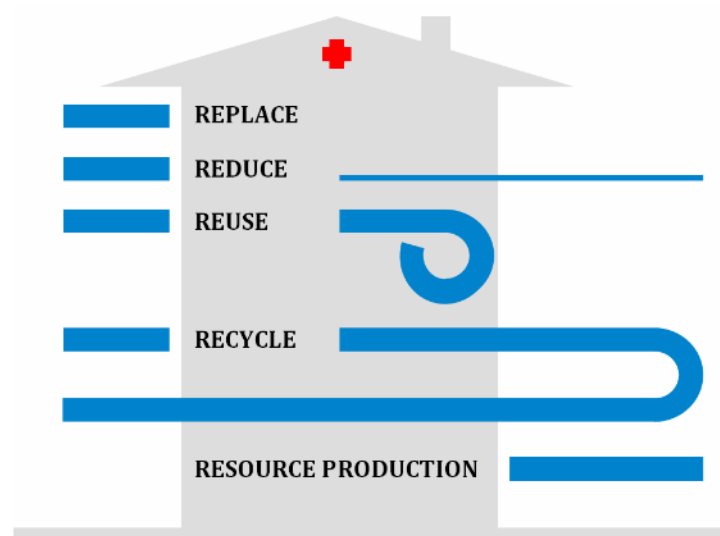 REPLACE
REDUCE
REUSE
RECYCLE
RESOURCE PRODUCTION